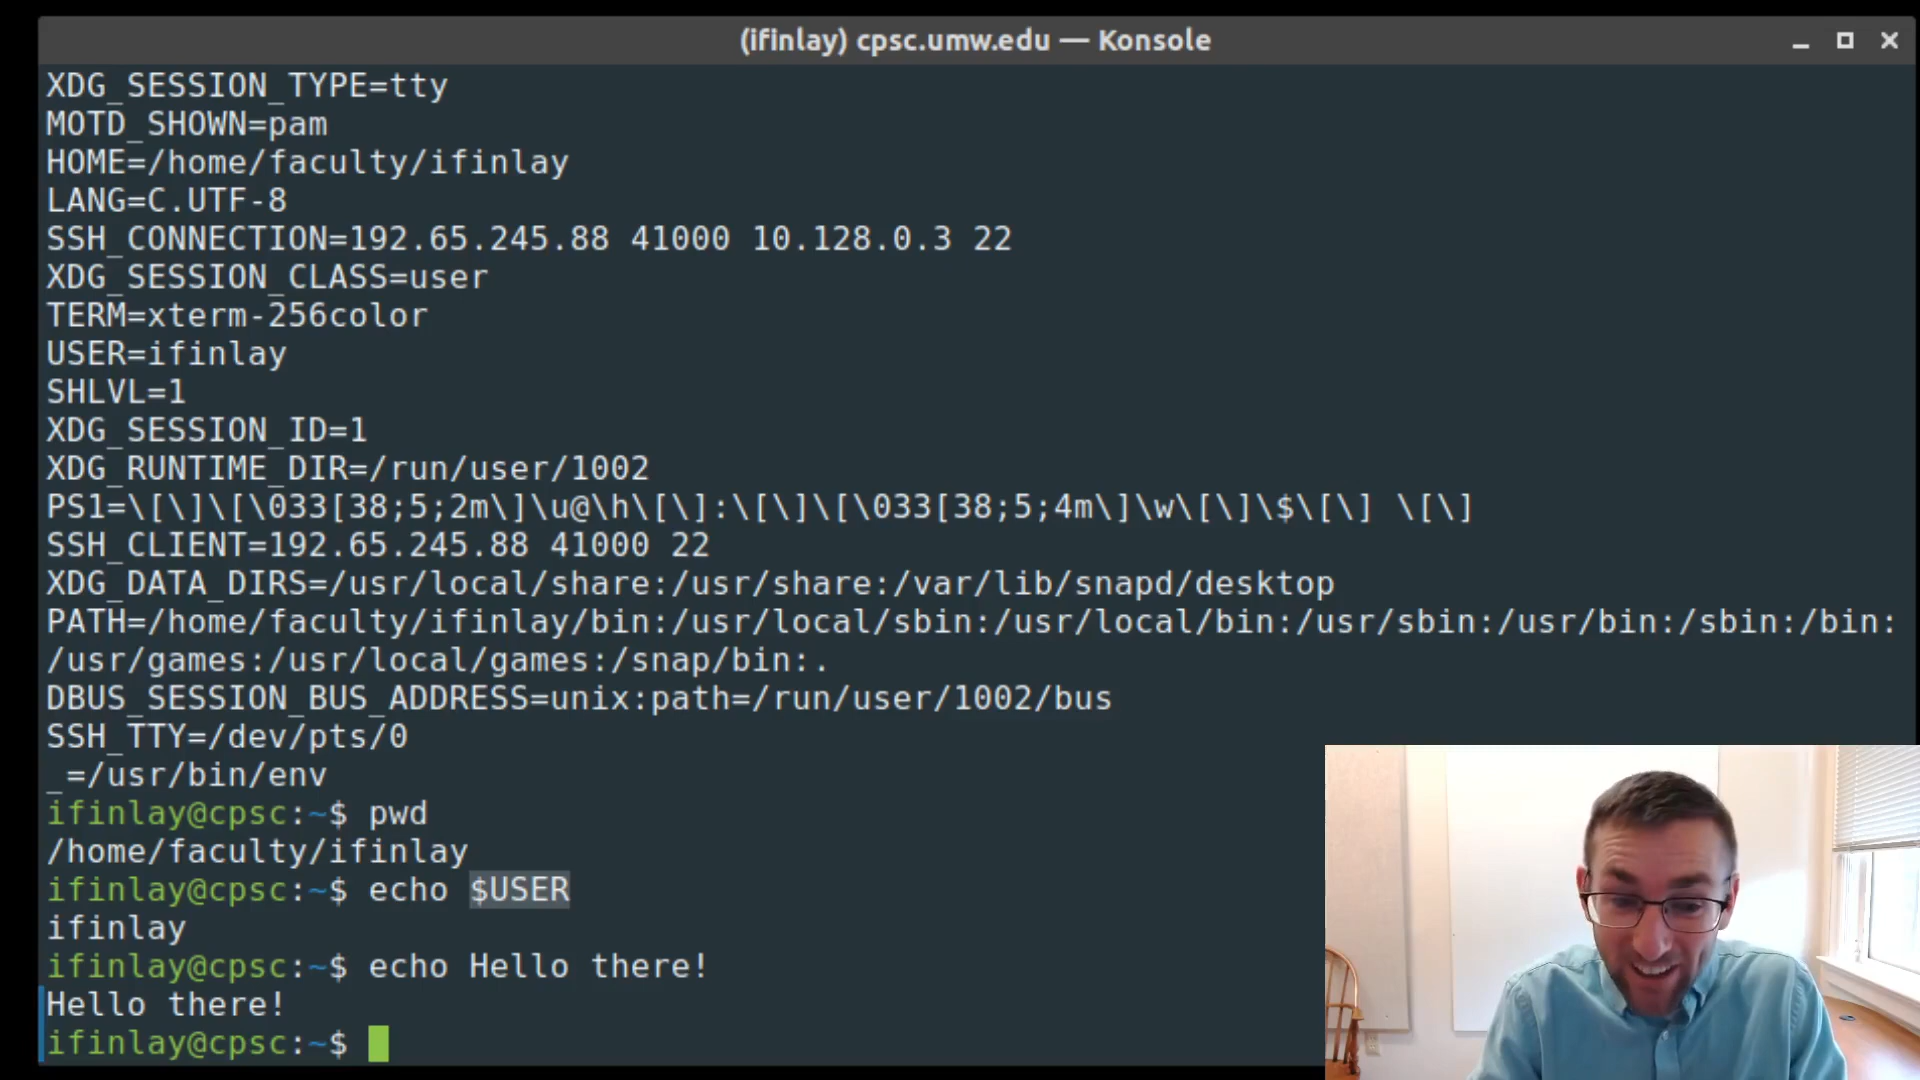 (ifinlay) cpsc.umw.edu — Konsole
XDG_SESSION_TYPE=tty
MOTD_SHOWN=pam
HOME=/home/faculty/ifinlay
LANG=C.UTF-8
SSH_CONNECTION=192.65.245.88 41000 10.128.0.3 22
XDG_SESSION_CLASS=user
TERM=xterm-256color
USER=ifinlay
SHLVL=1
XDG_SESSION_ID=1
XDG_RUNTIME_DIR=/run/user/1002
PS1=\[\]\[\033[38;5;2m\]\u@\h\[\]:\[\]\[\033[38;5;4m\]\w\[\]\$\[\] \[\]
SSH_CLIENT=192.65.245.88 41000 22
XDG_DATA_DIRS=/usr/local/share:/usr/share:/var/lib/snapd/desktop
PATH=/home/faculty/ifinlay/bin:/usr/local/sbin:/usr/local/bin:/usr/sbin:/usr/bin:/sbin:/bin:
/usr/games:/usr/local/games:/snap/bin:.
DBUS_SESSION_BUS_ADDRESS=unix:path=/run/user/1002/bus
SSH_TTY=/dev/pts/0
_=/usr/bin/env
ifinlay@cpsc:~$ pwd
/home/faculty/ifinlay
ifinlay@cpsc:~$ echo $USER
ifinlay
ifinlay@cpsc:~$ echo Hello there!
Hello there!
ifinlay@cpsc:~$